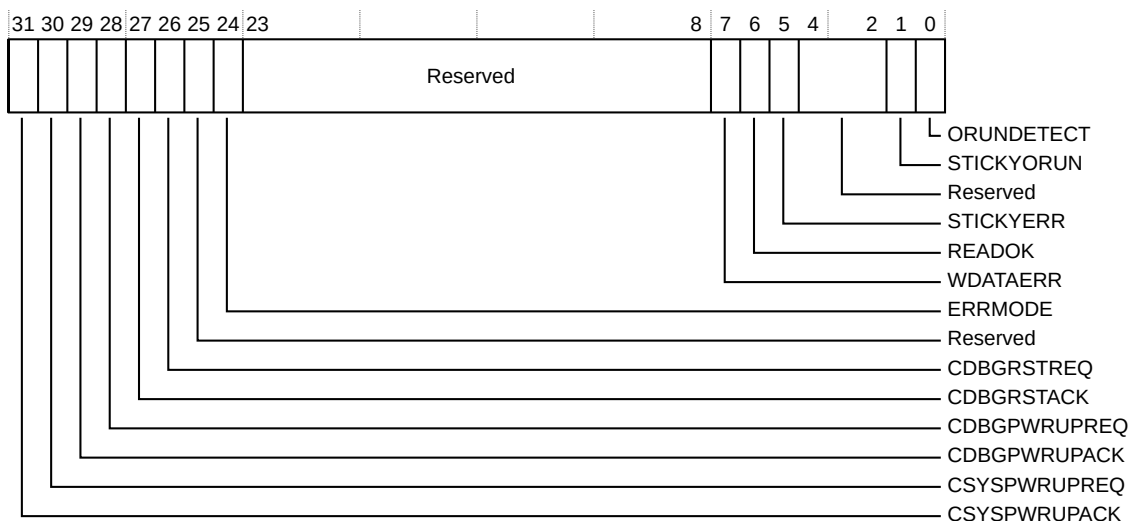 31 30 29 28 27 26 25 24 23 8 7 6 5 4 2 1 0
Reserved
ORUNDETECT
STICKYORUN
Reserved
STICKYERR
READOK
WDATAERR
ERRMODE
Reserved
CDBGRSTREQ
CDBGRSTACK
CDBGPWRUPREQ
CDBGPWRUPACK
CSYSPWRUPREQ
CSYSPWRUPACK